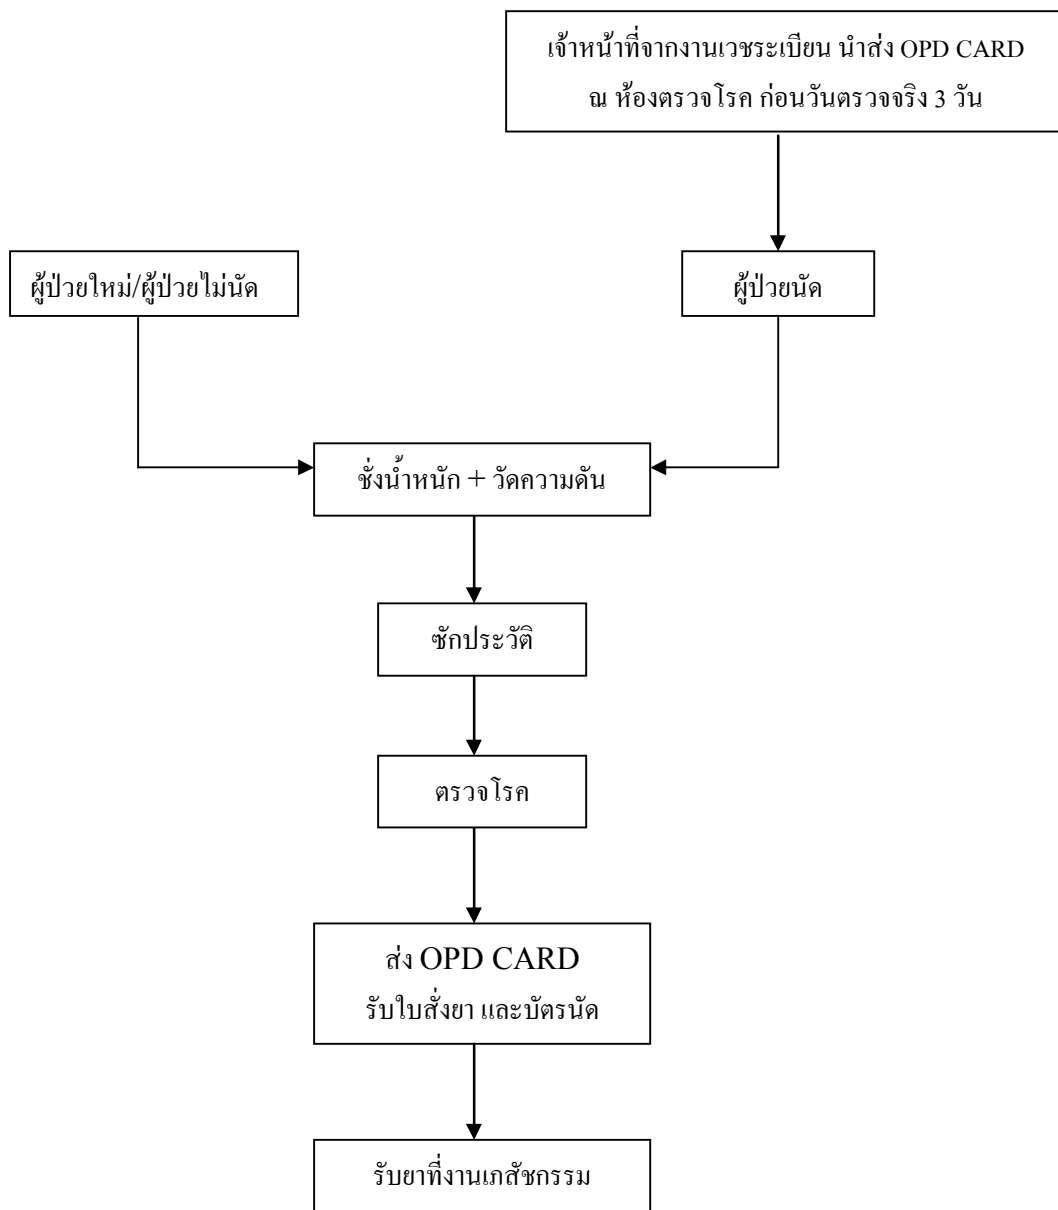 เจ้าหน้าที่จากงานเวชระเบียน นำส่ง OPD CARD
ณ ห้องตรวจโรค ก่อนวันตรวจจริง 3 วัน
ผู้ป่วยใหม่/ผู้ป่วยไม่นัด
ผู้ป่วยนัด
ชั่งน้ำหนัก + วัดความดัน
ซักประวัติ
ตรวจโรค
ส่ง OPD CARD
รับใบสั่งยา และบัตรนัด
รับยาที่งานเภสัชกรรม